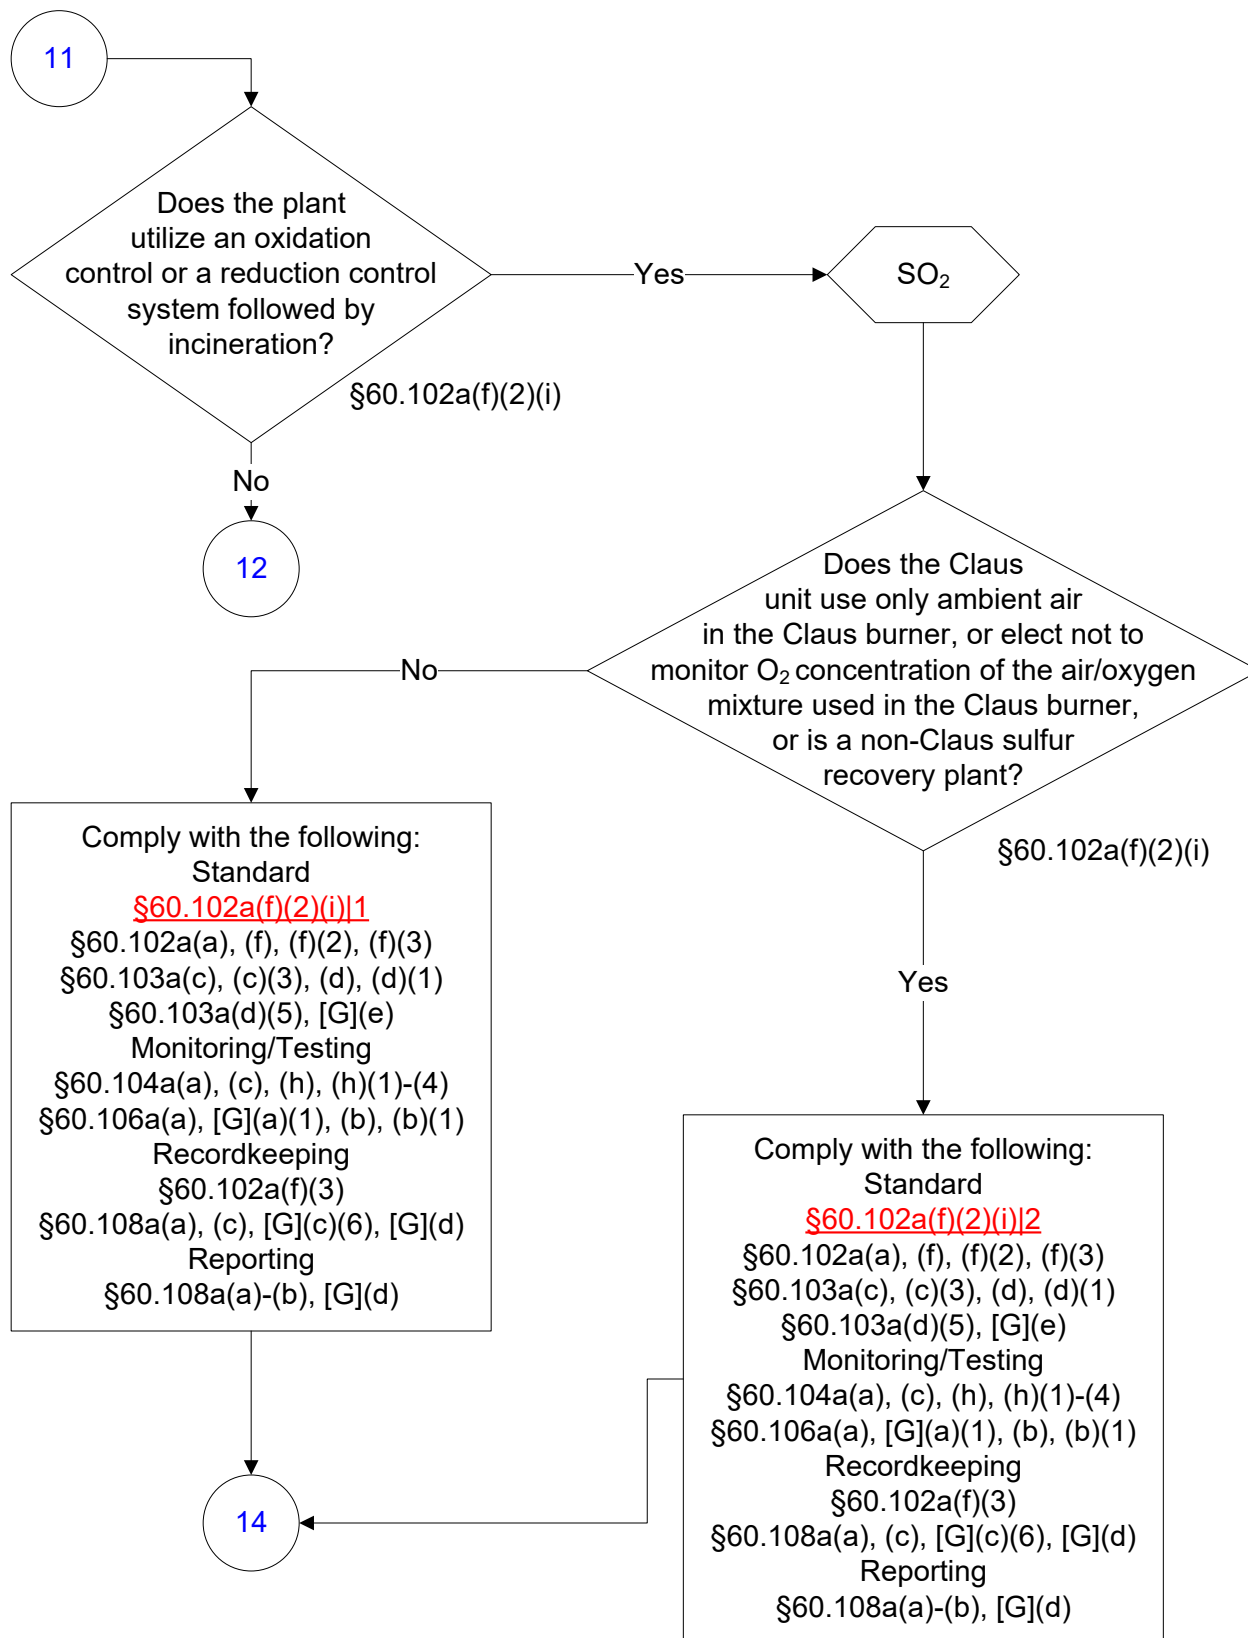 11
Does the plant
utilize an oxidation
control or a reduction control
system followed by
incineration?
§60.102a(f)(2)(i)
Yes
SO₂
No
12
Does the Claus
unit use only ambient air
in the Claus burner, or elect not to
monitor O₂ concentration of the air/oxygen
mixture used in the Claus burner,
or is a non-Claus sulfur
recovery plant?
§60.102a(f)(2)(i)
No
Yes
Comply with the following:
Standard
§60.102a(f)(2)(i)|1
§60.102a(a), (f), (f)(2), (f)(3)
§60.103a(c), (c)(3), (d), (d)(1)
§60.103a(d)(5), [G](e)
Monitoring/Testing
§60.104a(a), (c), (h), (h)(1)-(4)
§60.106a(a), [G](a)(1), (b), (b)(1)
Recordkeeping
§60.102a(f)(3)
§60.108a(a), (c), [G](c)(6), [G](d)
Reporting
§60.108a(a)-(b), [G](d)
Comply with the following:
Standard
§60.102a(f)(2)(i)|2
§60.102a(a), (f), (f)(2), (f)(3)
§60.103a(c), (c)(3), (d), (d)(1)
§60.103a(d)(5), [G](e)
Monitoring/Testing
§60.104a(a), (c), (h), (h)(1)-(4)
§60.106a(a), [G](a)(1), (b), (b)(1)
Recordkeeping
§60.102a(f)(3)
§60.108a(a), (c), [G](c)(6), [G](d)
Reporting
§60.108a(a)-(b), [G](d)
14